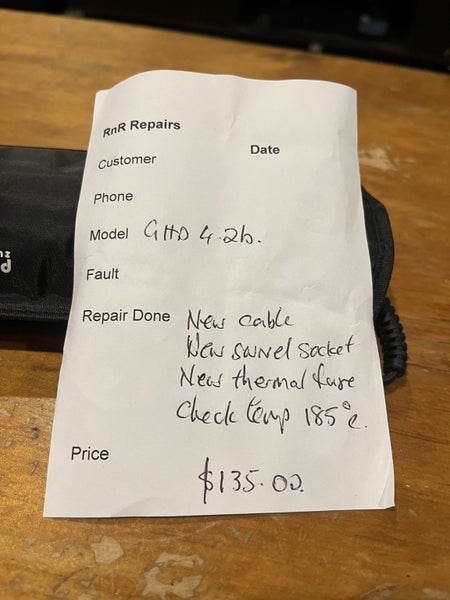 RnR Repairs
Date
Customer
Phone
Model GHD 4.2b.
Fault
Repair Done New cable
New swivel socket
New thermal fuse
Check temp 185°c.
Price
$135.00.